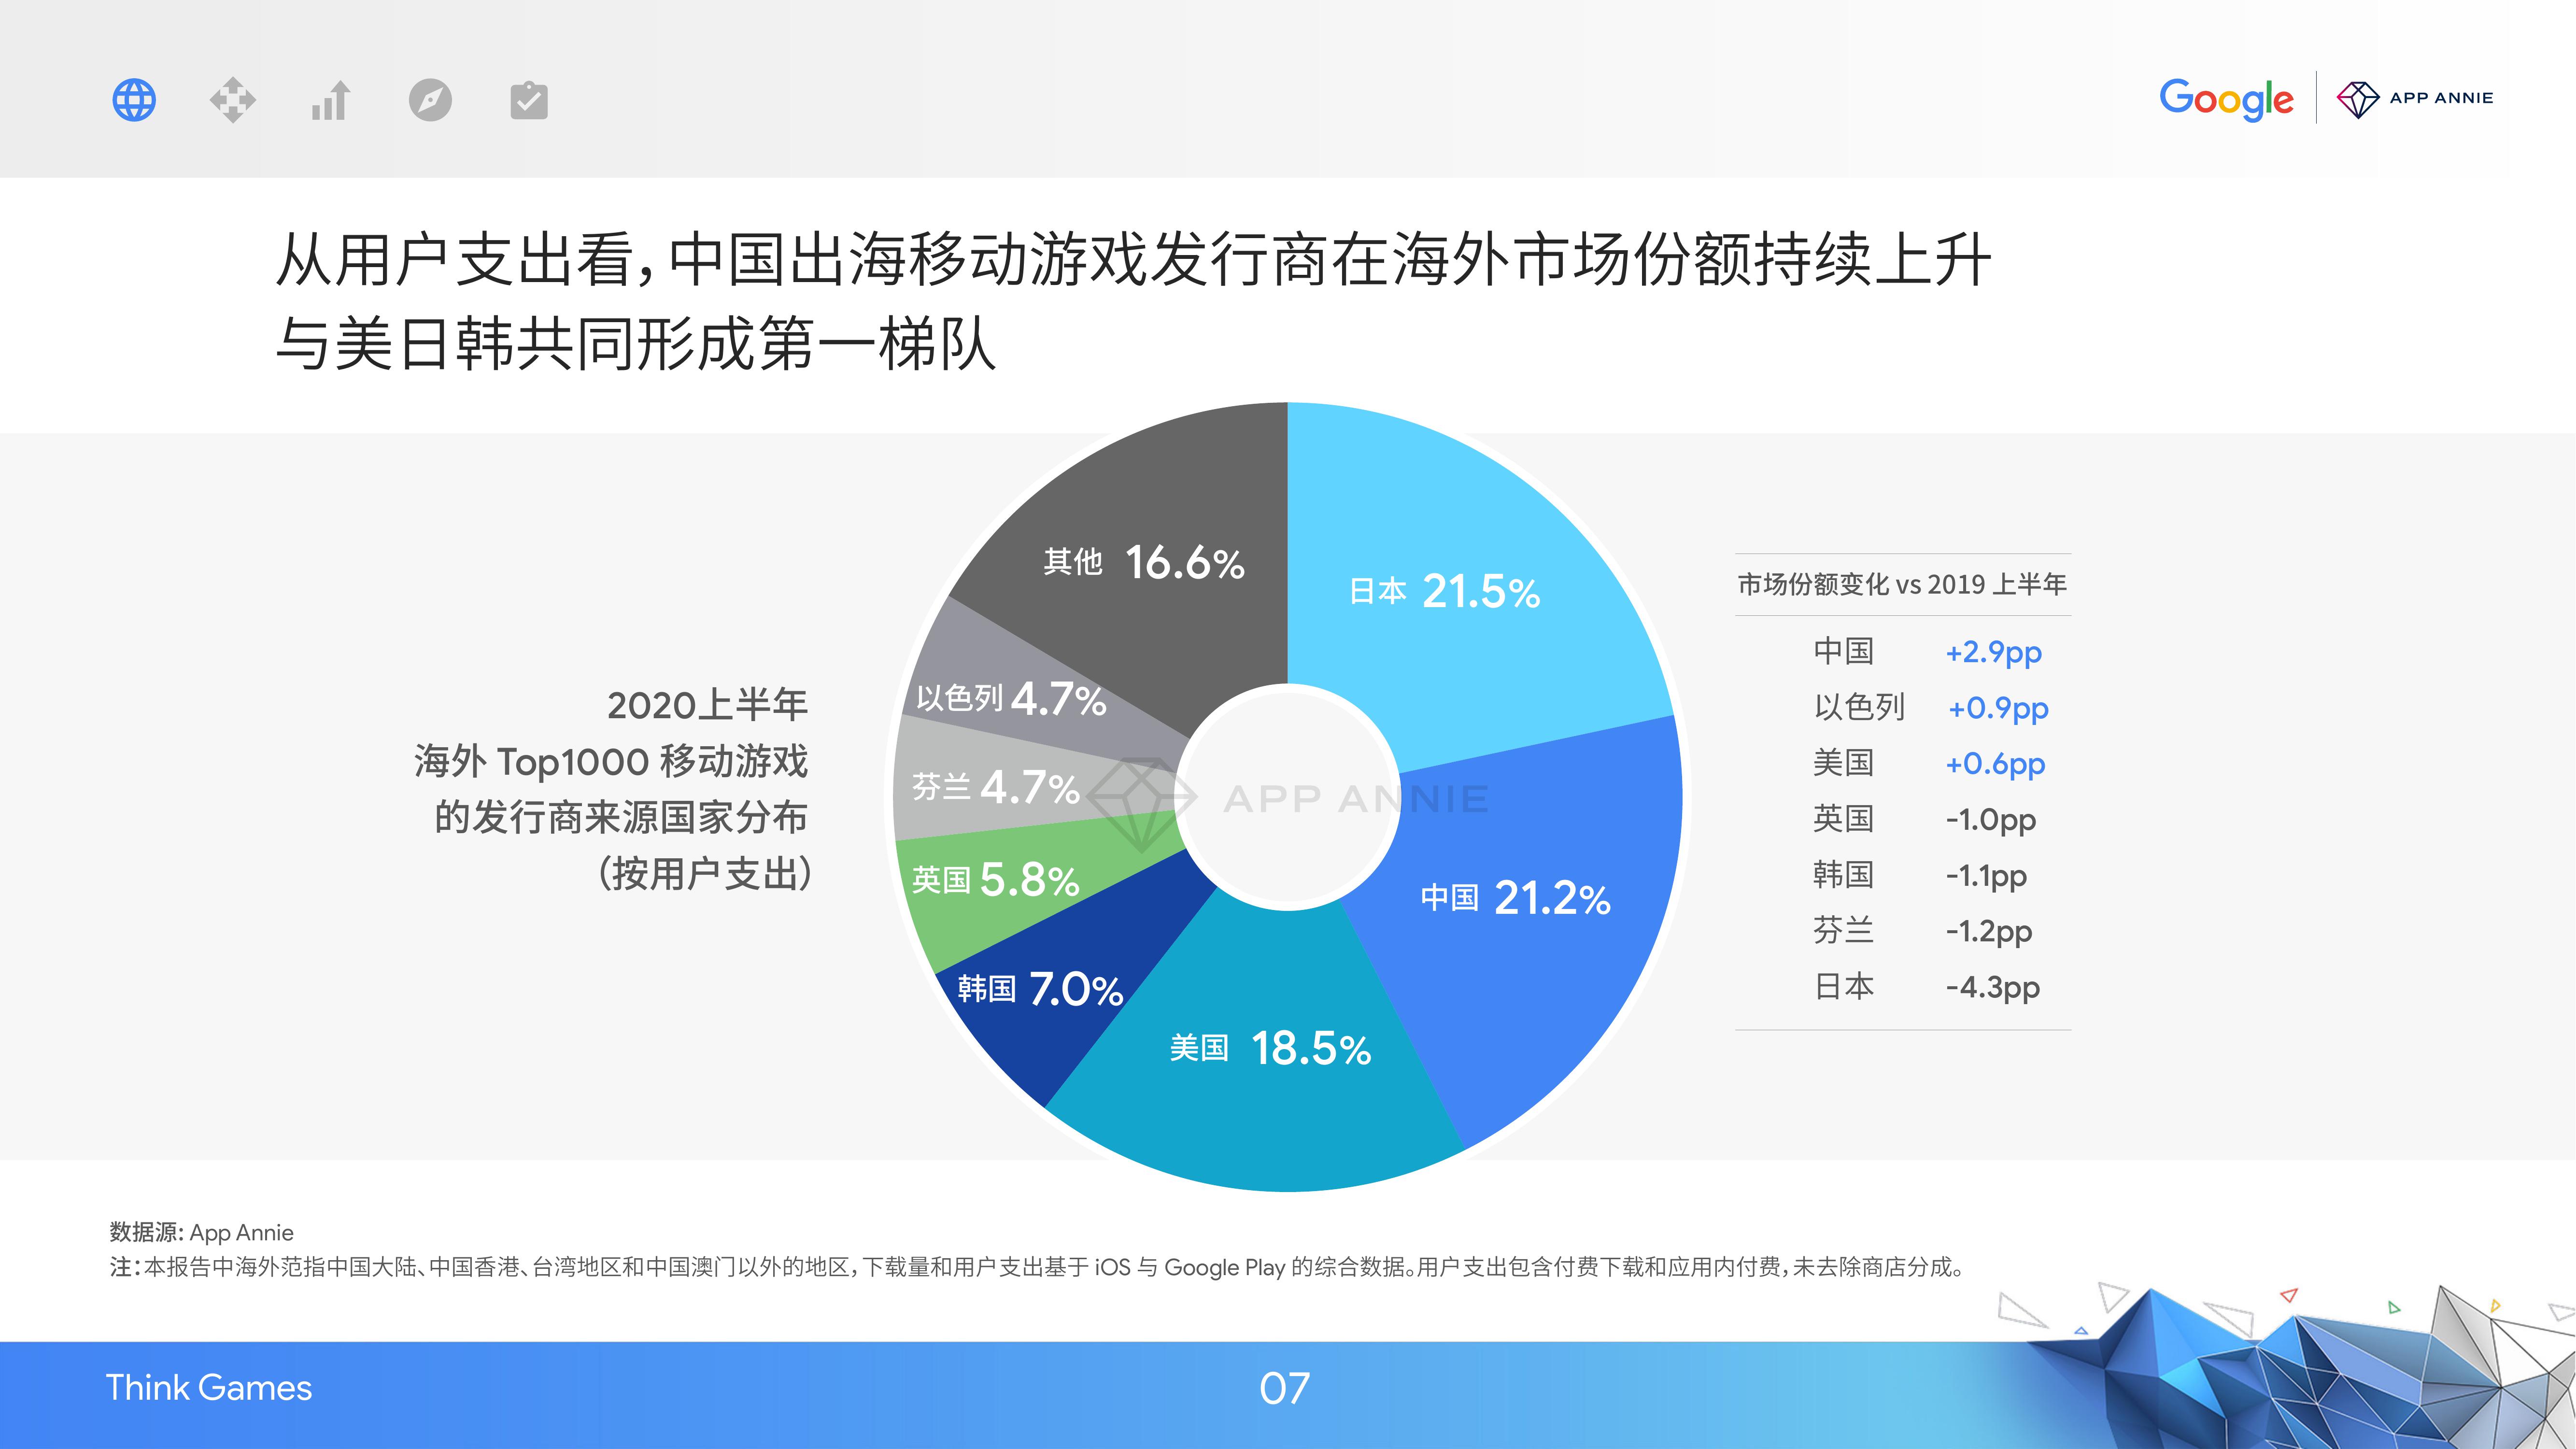 Google
APP ANNIE
从用户支出看，中国出海移动游戏发行商在海外市场份额持续上升
与美日韩共同形成第一梯队
2020上半年
海外 Top1000 移动游戏
的发行商来源国家分布
（按用户支出）
其他 16.6%
日本 21.5%
以色列 4.7%
芬兰 4.7%
英国 5.8%
韩国 7.0%
美国 18.5%
中国 21.2%
APP ANNIE
市场份额变化 vs 2019 上半年
中国 +2.9pp
以色列 +0.9pp
美国 +0.6pp
英国 -1.0pp
韩国 -1.1pp
芬兰 -1.2pp
日本 -4.3pp
数据源: App Annie
注：本报告中海外范指中国大陆、中国香港、台湾地区和中国澳门以外的地区，下载量和用户支出基于 iOS 与 Google Play 的综合数据。用户支出包含付费下载和应用内付费，未去除商店分成。
Think Games
07